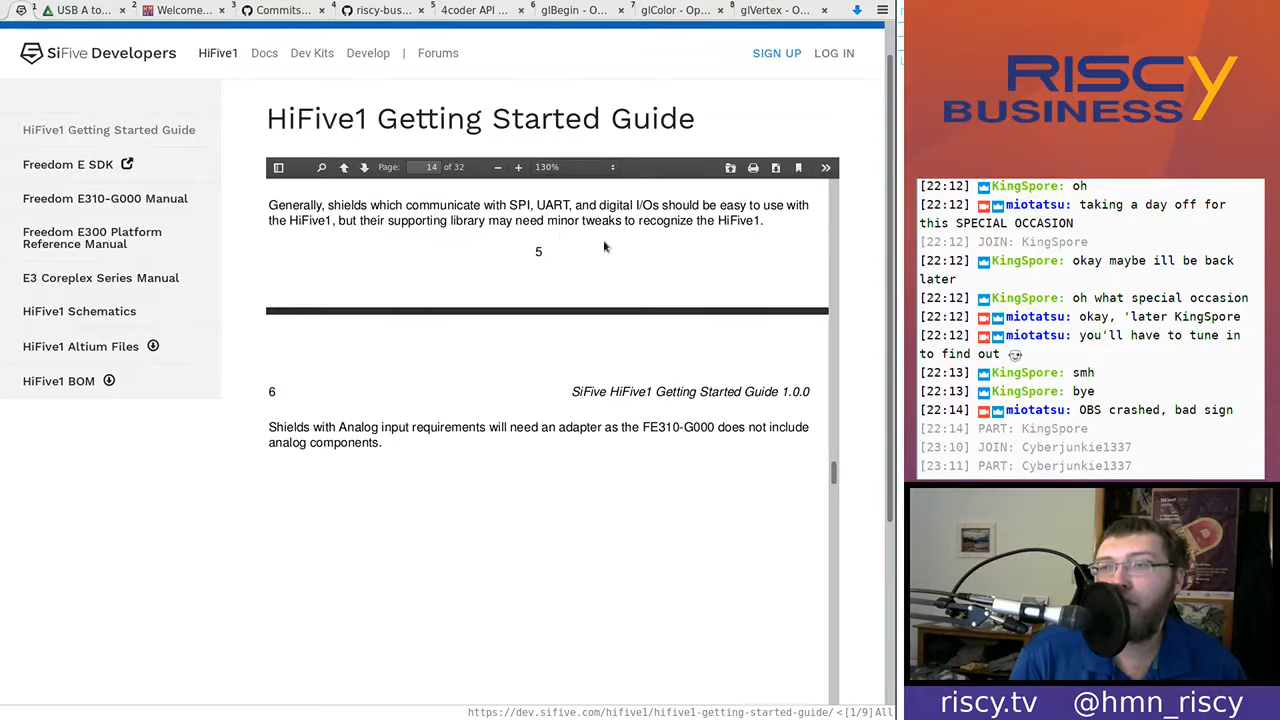 1 USB A to...
2 Welcome...
3 Commits...
4 riscy-bus...
5 4coder API ...
6 glBegin - O...
7 glColor - Op...
8 glVertex - O...
SiFive Developers
HiFive1 Docs Dev Kits Develop | Forums
SIGN UP LOG IN
HiFive1 Getting Started Guide
Freedom E SDK
Freedom E310-G000 Manual
Freedom E300 Platform
Reference Manual
E3 Coreplex Series Manual
HiFive1 Schematics
HiFive1 Altium Files
HiFive1 BOM
HiFive1 Getting Started Guide
Page: 14 of 32 130%
Generally, shields which communicate with SPI, UART, and digital I/Os should be easy to use with
the HiFive1, but their supporting library may need minor tweaks to recognize the HiFive1.
5
6 SiFive HiFive1 Getting Started Guide 1.0.0
Shields with Analog input requirements will need an adapter as the FE310-G000 does not include
analog components.
https://dev.sifive.com/hifive1/hifive1-getting-started-guide/ <[1/9]All
RISCY
BUSINESS
[22:12] KingSpore: oh
[22:12] miotatsu: taking a day off for
this SPECIAL OCCASION
[22:12] JOIN: KingSpore
[22:12] KingSpore: okay maybe ill be back
later
[22:12] KingSpore: oh what special occasion
[22:12] miotatsu: okay, 'later KingSpore
[22:12] miotatsu: you'll have to tune in
to find out
[22:13] KingSpore: smh
[22:13] KingSpore: bye
[22:14] miotatsu: OBS crashed, bad sign
[22:14] PART: KingSpore
[23:10] JOIN: Cyberjunkie1337
[23:11] PART: Cyberjunkie1337
riscy.tv @hmn_riscy